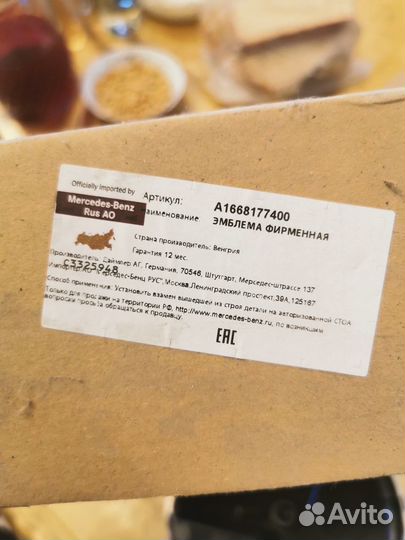 Officially imported by
Mercedes-Benz
Rus AO
Артикул: A1668177400
наименование ЭМБЛЕМА ФИРМЕННАЯ
Страна производитель: Венгрия
Гарантия 12 мес.
Производитель: Даймлер АГ, Германия, 70546, Штутгарт, Мерседес-штрассе 137
C3325948
Импортер: АО "Мерседес-Бенц РУС", Москва, Ленинградский проспект, 39А, 125167
Способ применения: Установить взамен вышедшей из строя детали на авторизованной СТОА
Только для продажи на территории РФ, http://www.mercedes-benz.ru, по возникшим
вопросам просьба обращаться к продавцу.
EAC
Avito